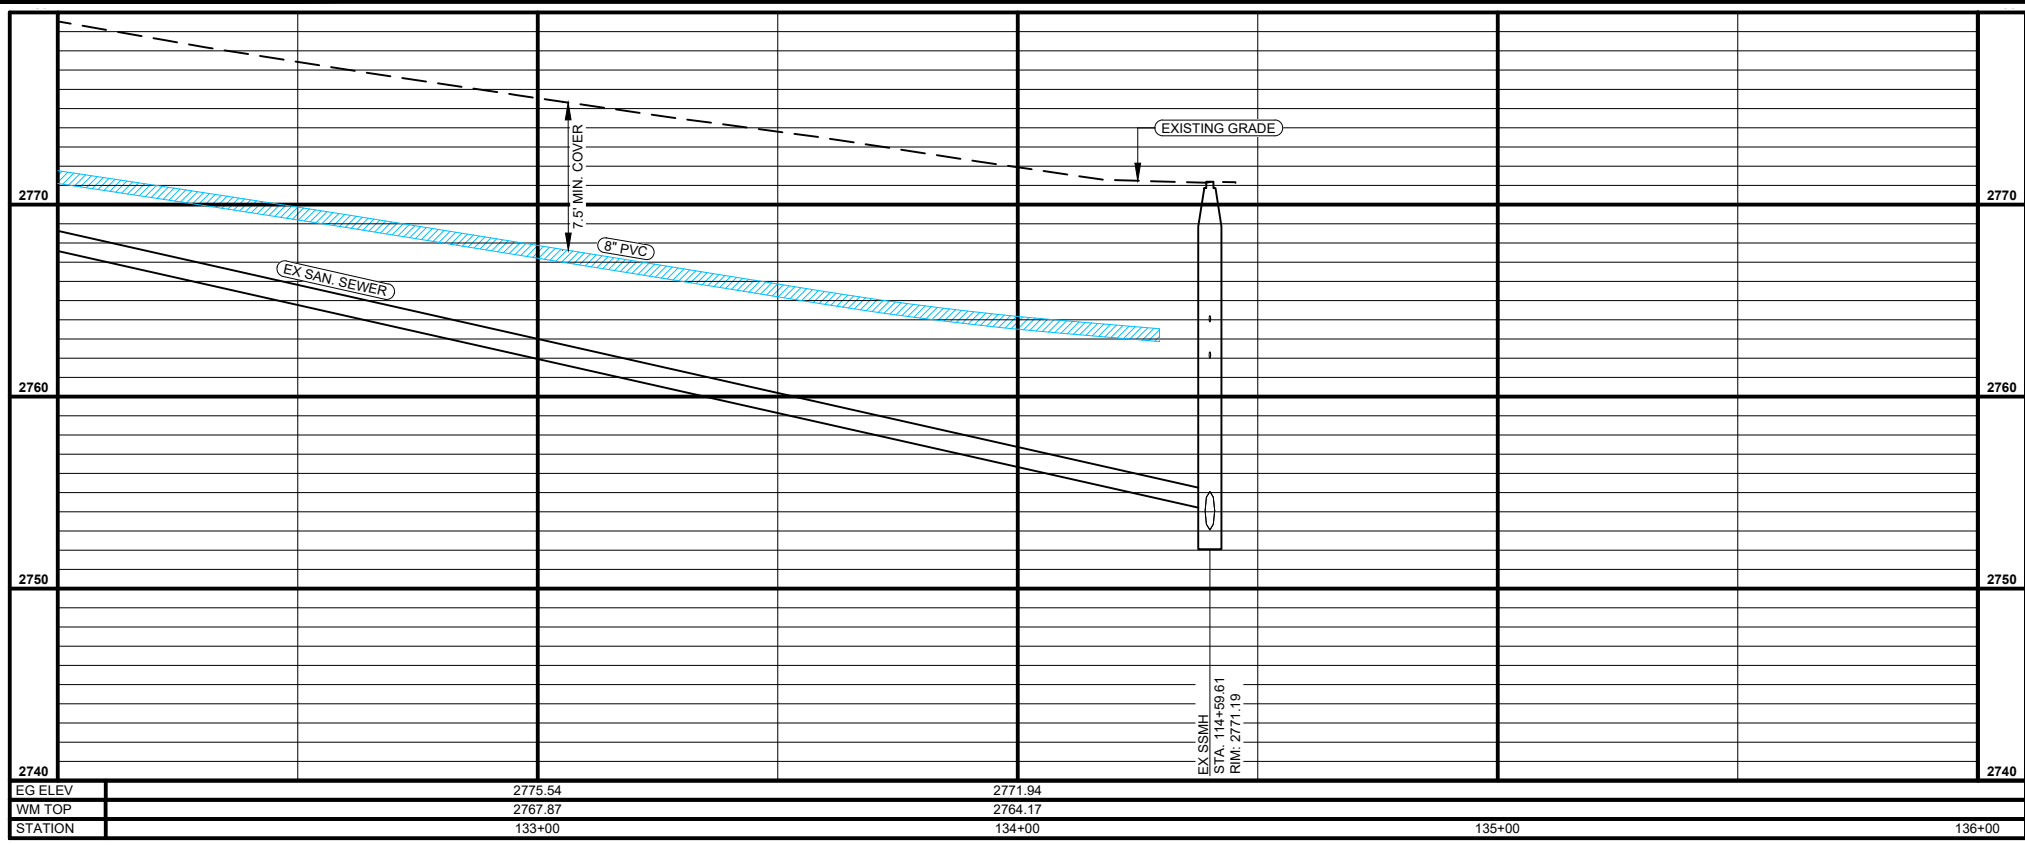 EXISTING GRADE
7.5' MIN. COVER
2770
2770
8" PVC
EX SAN. SEWER
2760
2760
2750
2750
EX SSMH
STA. 114+59.61
RIM: 2771.19
2740
2740
EG ELEV 2775.54 2771.94
WM TOP 2767.87 2764.17
STATION 133+00 134+00 135+00 136+00